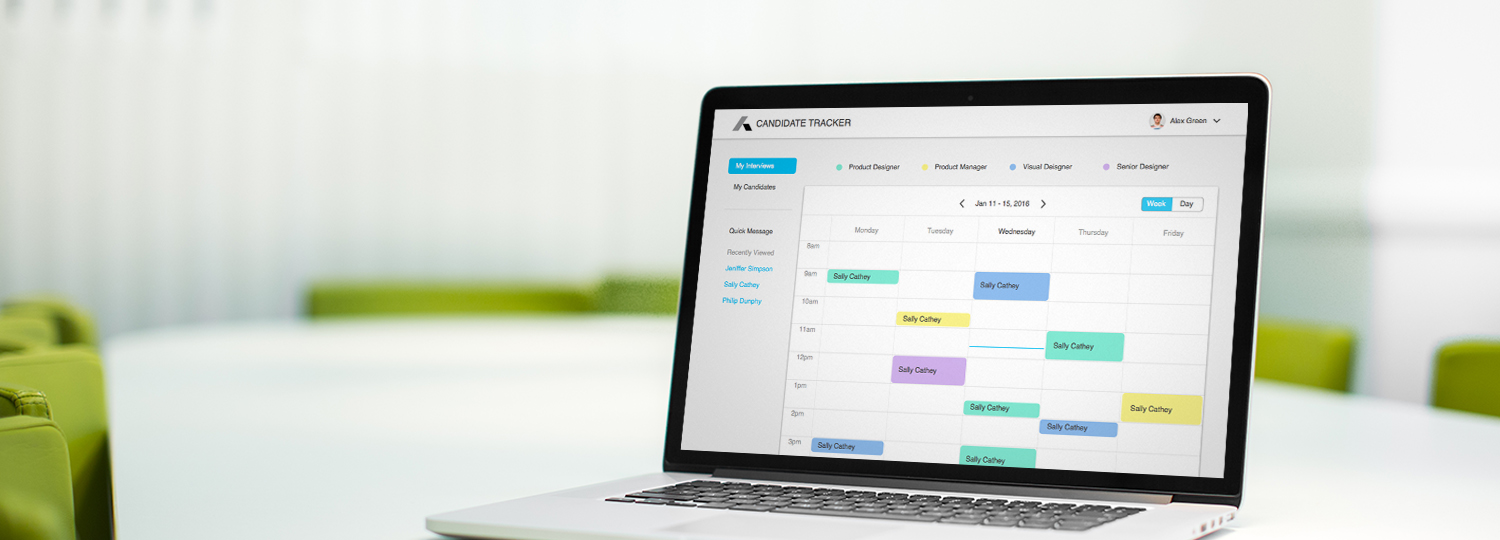 CANDIDATE TRACKER
Alex Green
My Interviews
My Candidates
Quick Message
Recently Viewed
Jeniffer Simpson
Sally Cathey
Philip Dunphy
Product Designer
Product Manager
Visual Deisgner
Senior Designer
Jan 11 - 15, 2016
Week
Day
Monday
Tuesday
Wednesday
Thursday
Friday
8am
9am
Sally Cathey
Sally Cathey
10am
Sally Cathey
11am
Sally Cathey
12pm
Sally Cathey
1pm
Sally Cathey
Sally Cathey
2pm
Sally Cathey
3pm
Sally Cathey
Sally Cathey